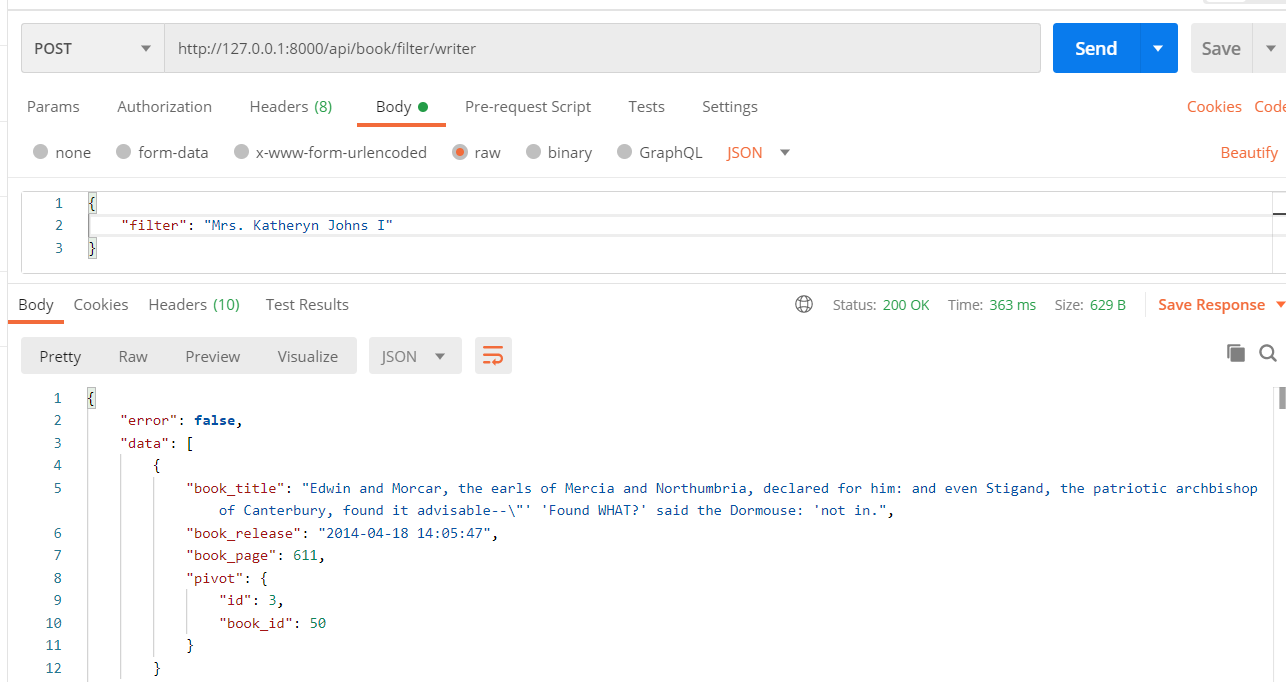 POST http://127.0.0.1:8000/api/book/filter/writer Send Save
Params Authorization Headers (8) Body Pre-request Script Tests Settings Cookies Code
none form-data x-www-form-urlencoded raw binary GraphQL JSON Beautify
1 {
2 "filter": "Mrs. Katheryn Johns I"
3 }
Body Cookies Headers (10) Test Results Status: 200 OK Time: 363 ms Size: 629 B Save Response
Pretty Raw Preview Visualize JSON
1 {
2 "error": false,
3 "data": [
4 {
5 "book_title": "Edwin and Morcar, the earls of Mercia and Northumbria, declared for him: and even Stigand, the patriotic archbishop
of Canterbury, found it advisable--\"' 'Found WHAT?' said the Dormouse: 'not in.",
6 "book_release": "2014-04-18 14:05:47",
7 "book_page": 611,
8 "pivot": {
9 "id": 3,
10 "book_id": 50
11 }
12 }